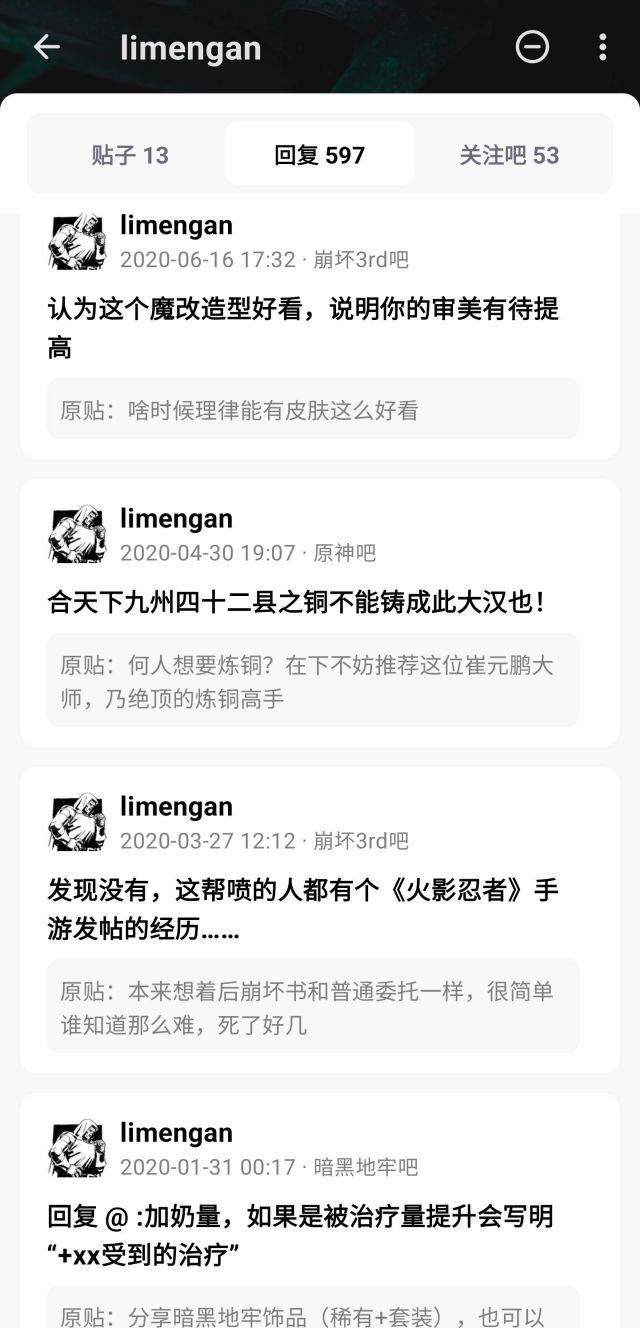 limengan
贴子 13
回复 597
关注吧 53
limengan
2020-06-16 17:32 · 崩坏3rd吧
认为这个魔改造型好看，说明你的审美有待提
高
原贴：啥时候理律能有皮肤这么好看
limengan
2020-04-30 19:07 · 原神吧
合天下九州四十二县之铜不能铸成此大汉也！
原贴：何人想要炼铜？在下不妨推荐这位崔元鹏大
师，乃绝顶的炼铜高手
limengan
2020-03-27 12:12 · 崩坏3rd吧
发现没有，这帮喷的人都有个《火影忍者》手
游发帖的经历……
原贴：本来想着后崩坏书和普通委托一样，很简单
谁知道那么难，死了好几
limengan
2020-01-31 00:17 · 暗黑地牢吧
回复 @ :加奶量，如果是被治疗量提升会写明
“+xx受到的治疗”
原贴：分享暗黑地牢饰品（稀有+套装），也可以